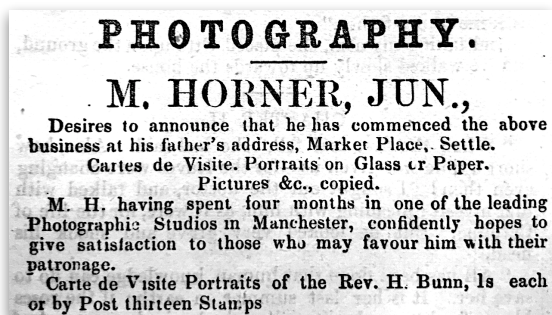 PHOTOGRAPHY.
M. HORNER, JUN.,
Desires to announce that he has commenced the above
business at his father's address, Market Place, Settle.
Cartes de Visite. Portraits on Glass or Paper.
Pictures &c., copied.
M. H. having spent four months in one of the leading
Photographic Studios in Manchester, confidently hopes to
give satisfaction to those who may favour him with their
patronage.
Carte de Visite Portraits of the Rev. H. Bunn, 1s each
or by Post thirteen Stamps